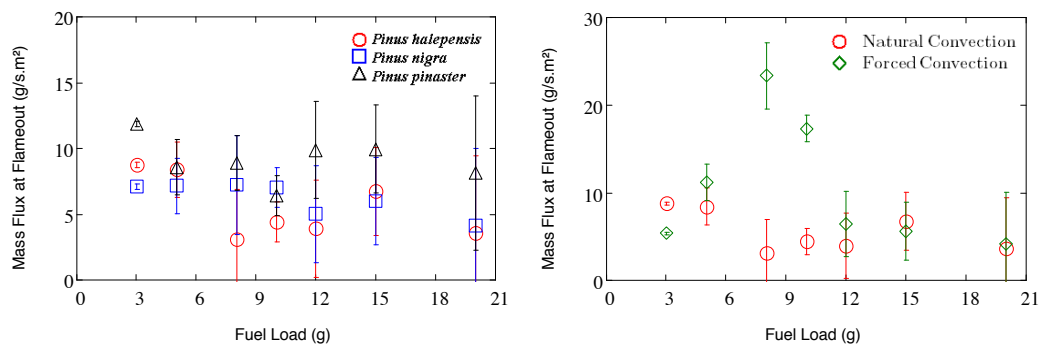 20
15
10
5
0
0 3 6 9 12 15 18 21
Mass Flux at Flameout (g/s.m²)
Fuel Load (g)
Pinus halepensis
Pinus nigra
Pinus pinaster
30
20
10
0
0 3 6 9 12 15 18 21
Mass Flux at Flameout (g/s.m²)
Fuel Load (g)
Natural Convection
Forced Convection